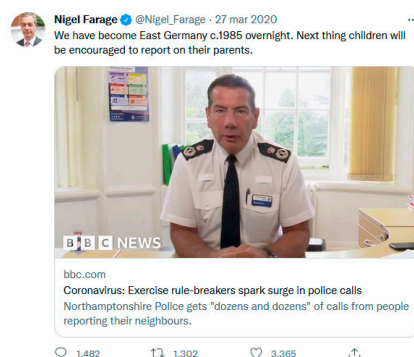 Nigel Farage @Nigel_Farage · 27 mar 2020
We have become East Germany c.1985 overnight. Next thing children will
be encouraged to report on their parents.
BBC NEWS
bbc.com
Coronavirus: Exercise rule-breakers spark surge in police calls
Northamptonshire Police gets "dozens and dozens" of calls from people
reporting their neighbours.
1.482 1.302 3.365